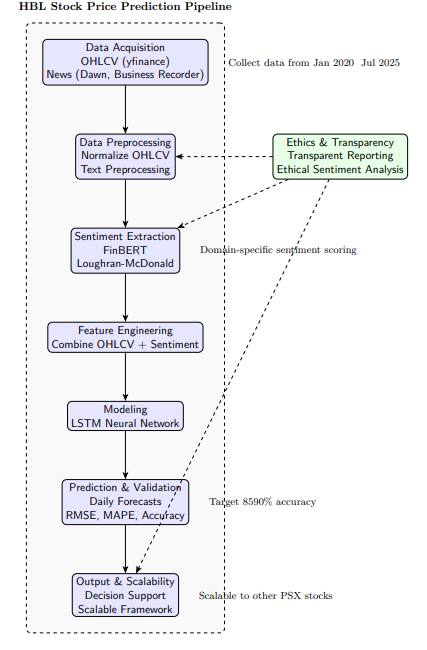 HBL Stock Price Prediction Pipeline
Data Acquisition
OHLCV (yfinance)
News (Dawn, Business Recorder)
Collect data from Jan 2020 Jul 2025
Data Preprocessing
Normalize OHLCV
Text Preprocessing
Ethics & Transparency
Transparent Reporting
Ethical Sentiment Analysis
Sentiment Extraction
FinBERT
Loughran-McDonald
Domain-specific sentiment scoring
Feature Engineering
Combine OHLCV + Sentiment
Modeling
LSTM Neural Network
Prediction & Validation
Daily Forecasts
RMSE, MAPE, Accuracy
Target 8590% accuracy
Output & Scalability
Decision Support
Scalable Framework
Scalable to other PSX stocks